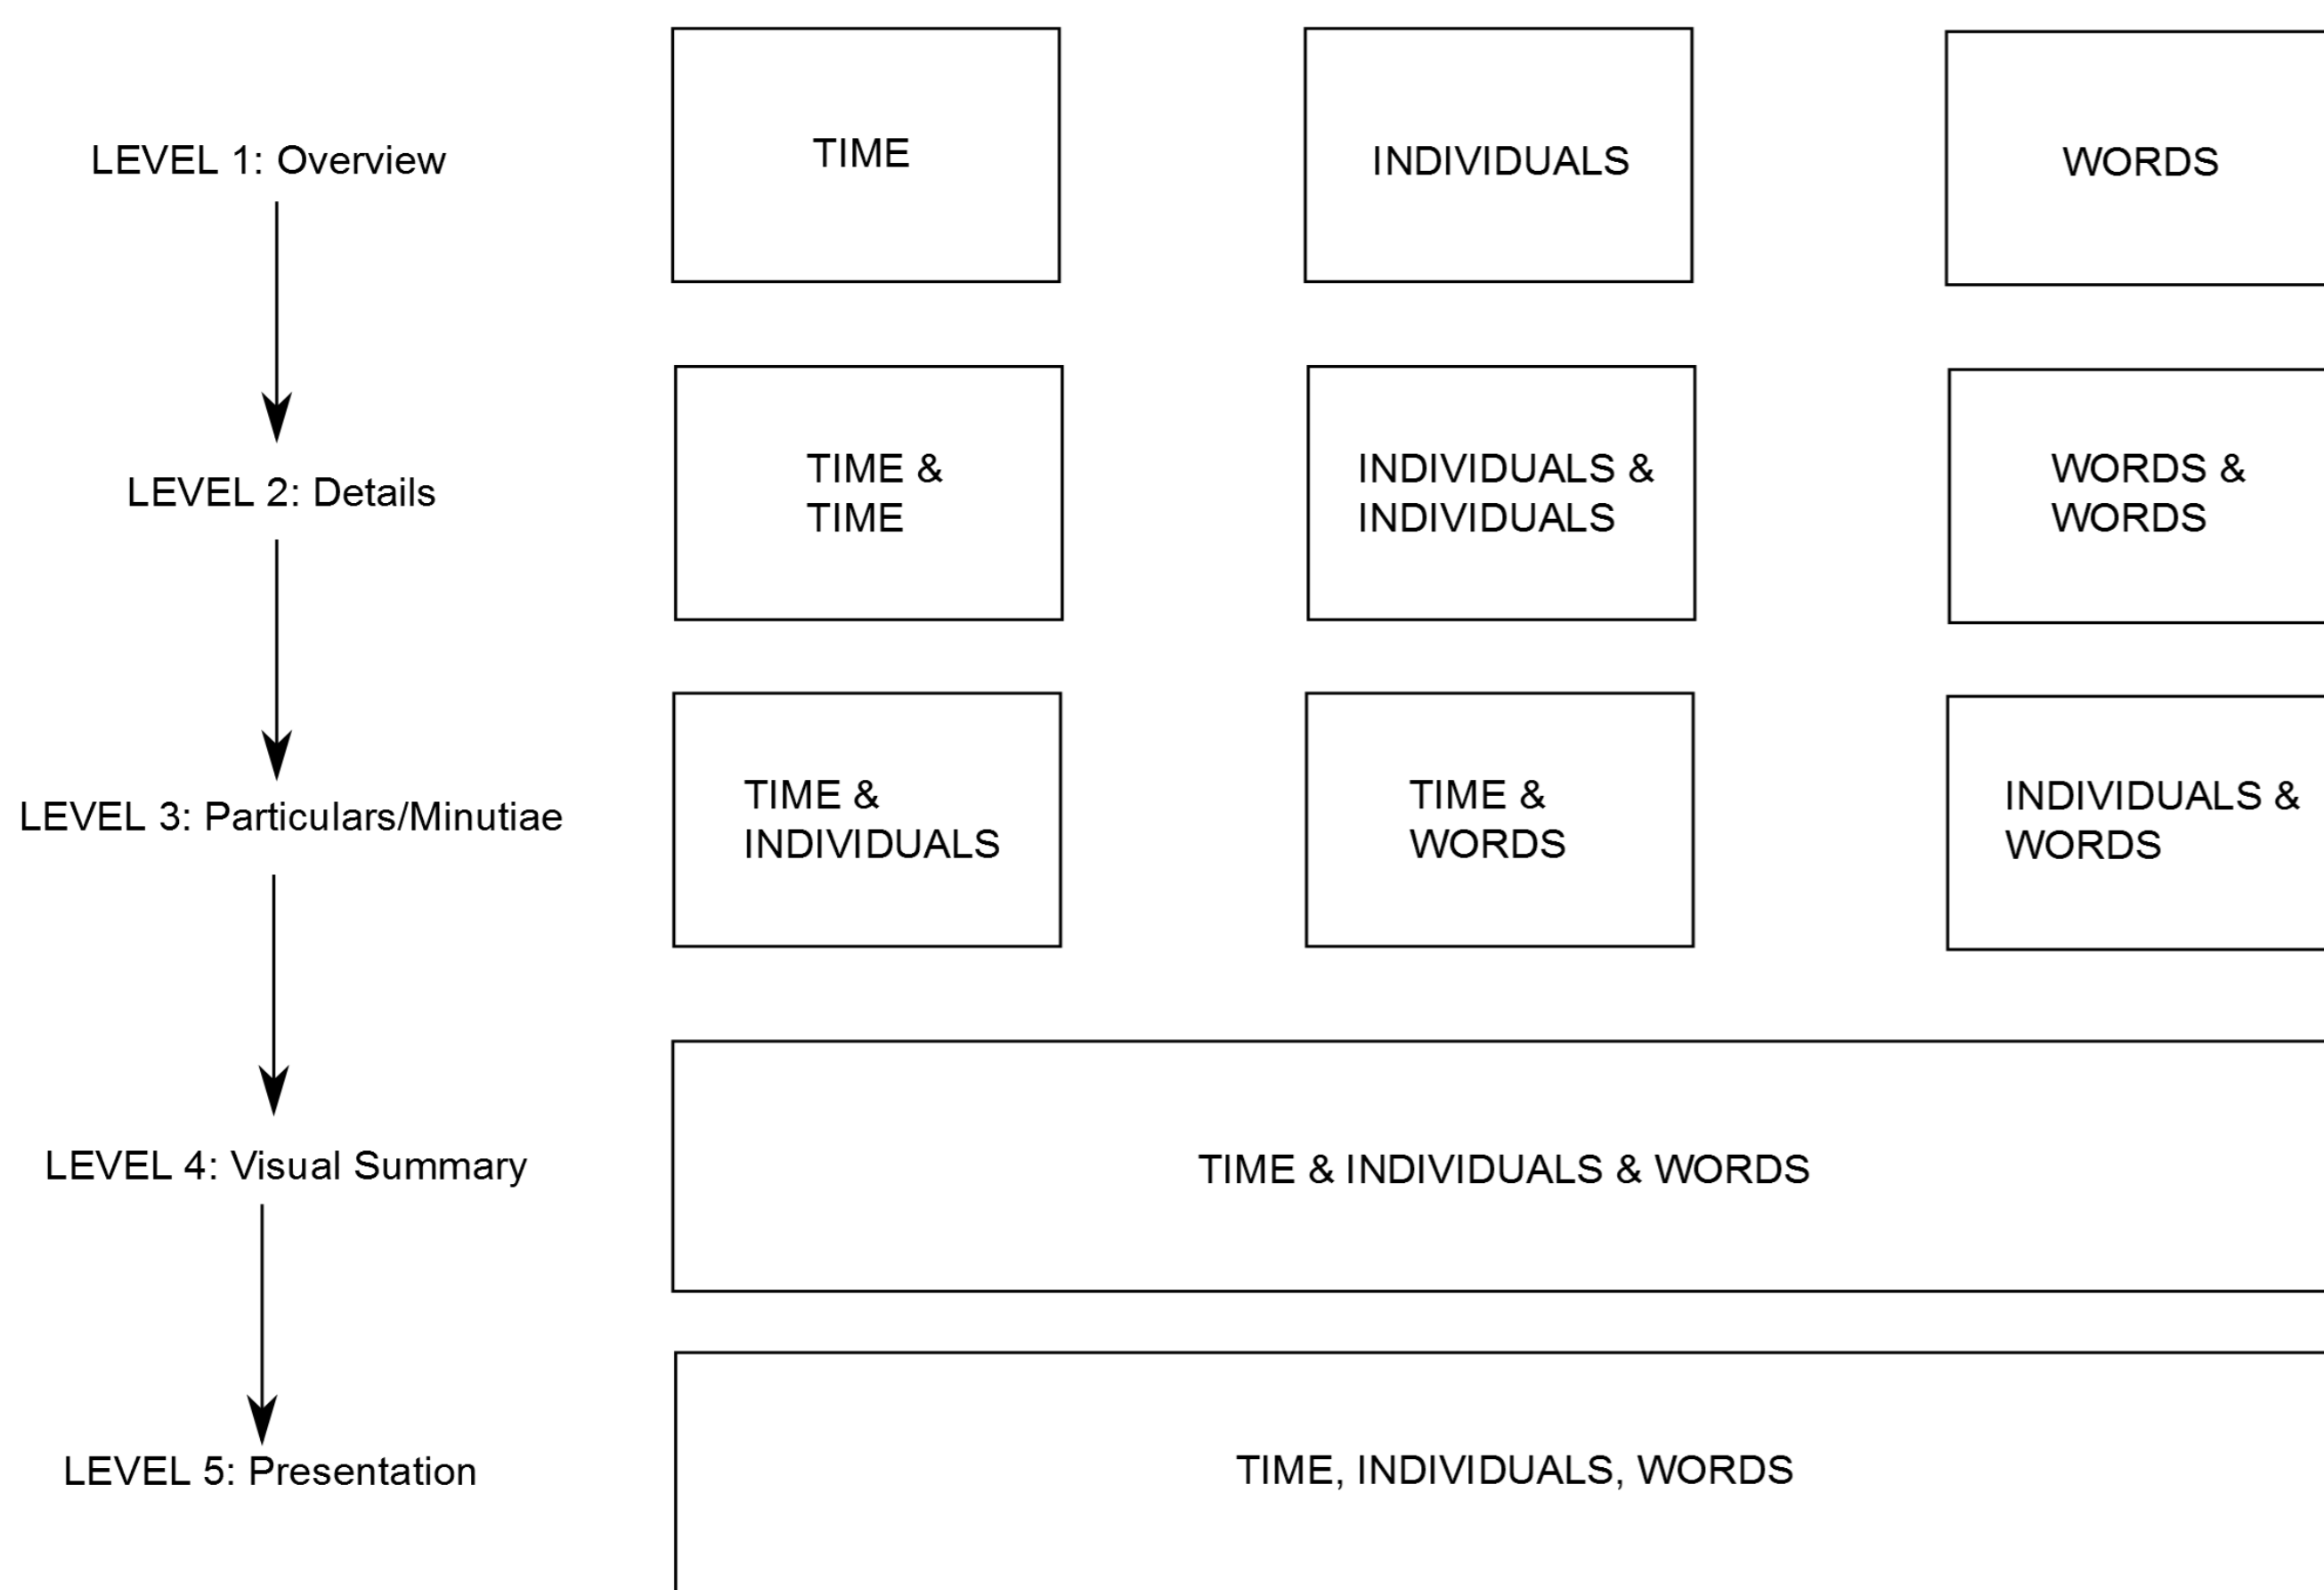 LEVEL 1: Overview
TIME
INDIVIDUALS
WORDS
LEVEL 2: Details
TIME &
TIME
INDIVIDUALS &
INDIVIDUALS
WORDS &
WORDS
LEVEL 3: Particulars/Minutiae
TIME &
INDIVIDUALS
TIME &
WORDS
INDIVIDUALS &
WORDS
LEVEL 4: Visual Summary
TIME & INDIVIDUALS & WORDS
LEVEL 5: Presentation
TIME, INDIVIDUALS, WORDS